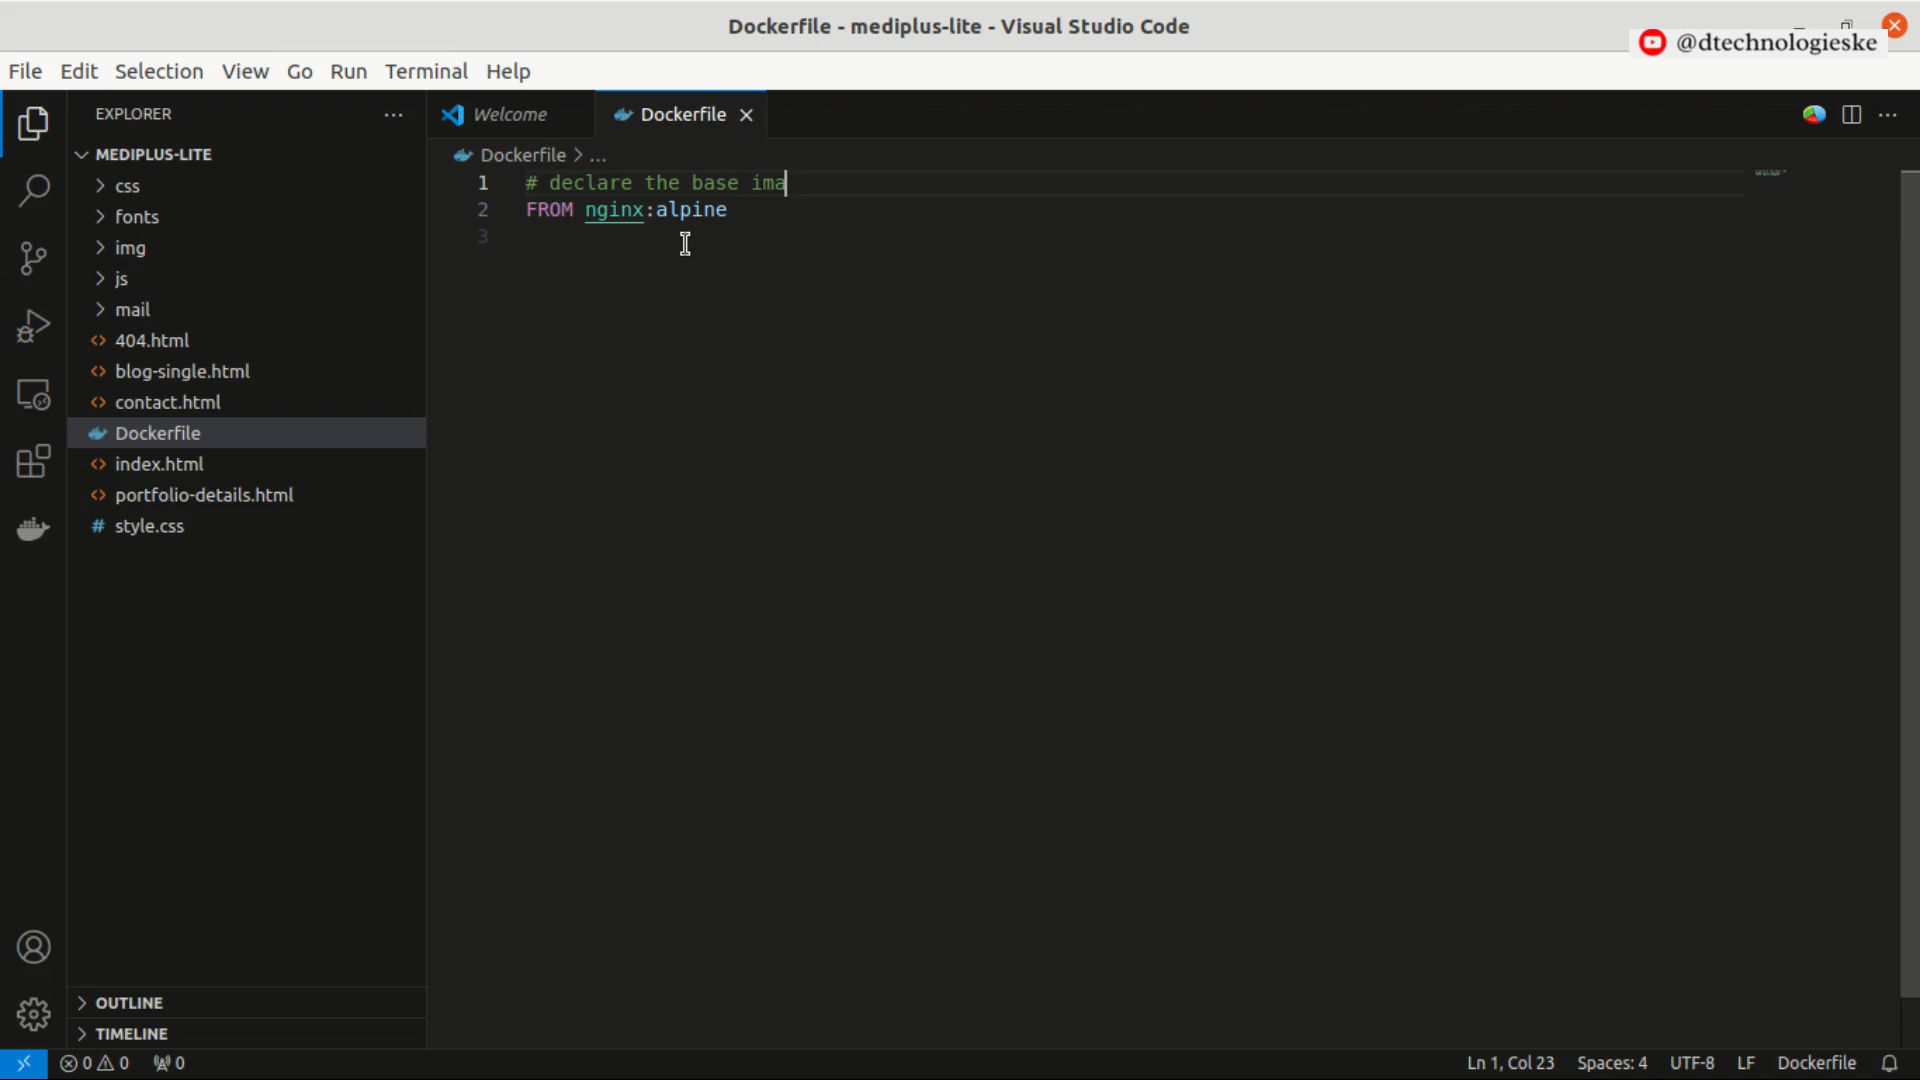 Dockerfile - mediplus-lite - Visual Studio Code
@dtechnologieske
File Edit Selection View Go Run Terminal Help
EXPLORER
Welcome
Dockerfile
MEDIPLUS-LITE
Dockerfile > ...
css
1 # declare the base ima
fonts
2 FROM nginx:alpine
img
3
js
mail
404.html
blog-single.html
contact.html
Dockerfile
index.html
portfolio-details.html
# style.css
OUTLINE
TIMELINE
0 0 0
Ln 1, Col 23 Spaces: 4 UTF-8 LF Dockerfile